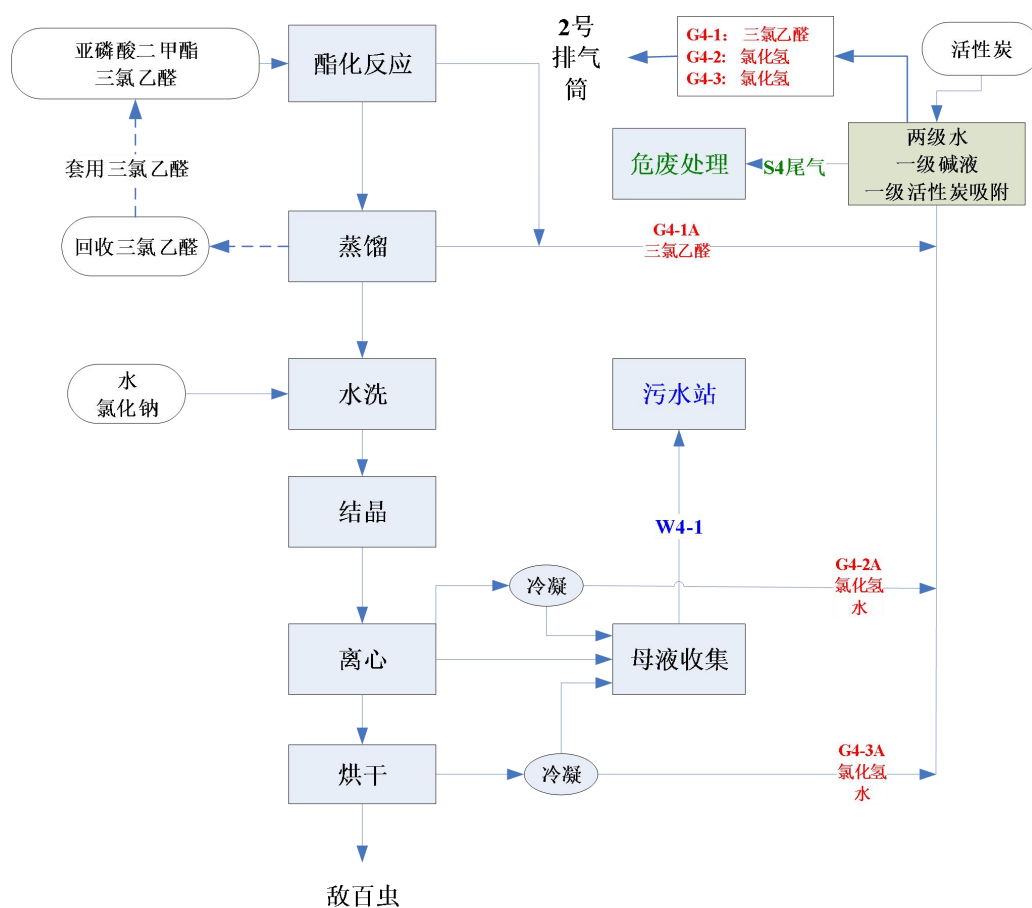 亚磷酸二甲酯
三氯乙醛
酯化反应
2号
排气
筒
G4-1： 三氯乙醛
G4-2: 氯化氢
G4-3: 氯化氢
活性炭
两级水
一级碱液
一级活性炭吸附
危废处理
S4尾气
套用三氯乙醛
回收三氯乙醛
蒸馏
G4-1A
三氯乙醛
水
氯化钠
水洗
污水站
结晶
W4-1
冷凝
G4-2A
氯化氢
水
离心
母液收集
烘干
冷凝
G4-3A
氯化氢
水
敌百虫